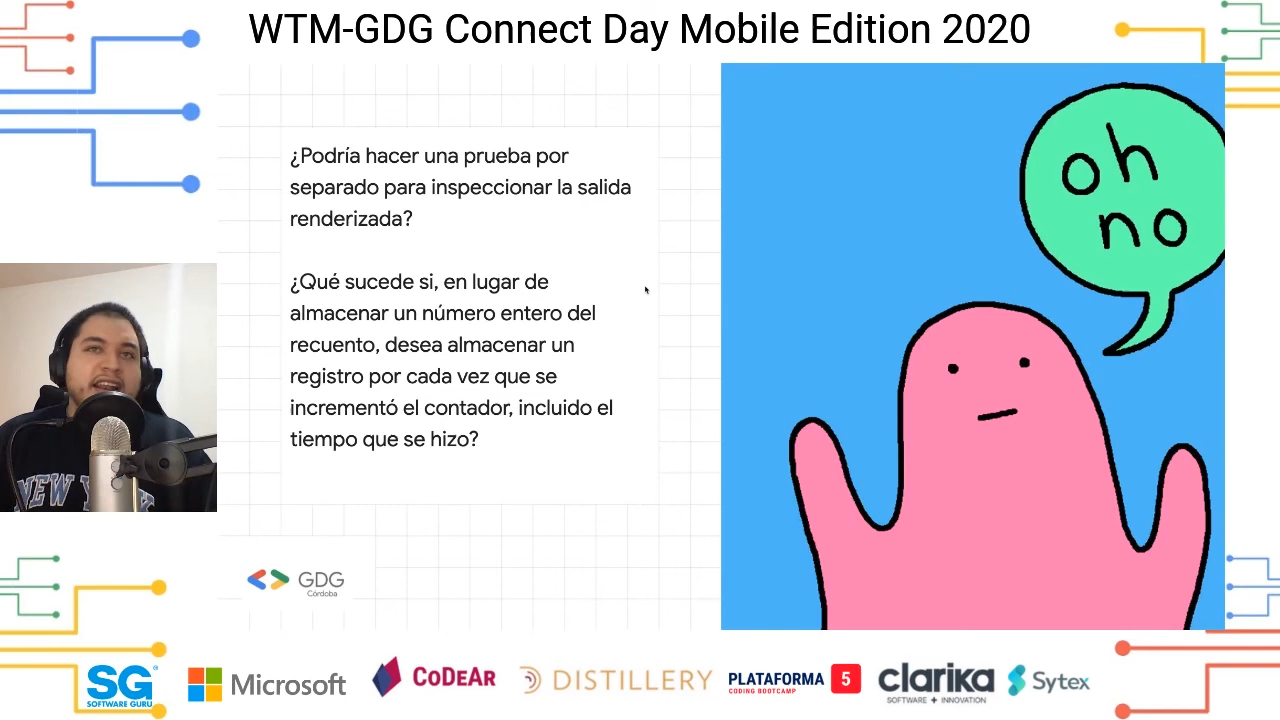 WTM-GDG Connect Day Mobile Edition 2020
¿Podría hacer una prueba por
separado para inspeccionar la salida
renderizada?
¿Qué sucede si, en lugar de
almacenar un número entero del
recuento, desea almacenar un
registro por cada vez que se
incrementó el contador, incluido el
tiempo que se hizo?
oh
no
NEW YORK
GDG
Córdoba
SG
SOFTWARE GURU
Microsoft
CoDeAr
DISTILLERY
PLATAFORMA 5
CODING BOOTCAMP
clarika
SOFTWARE + INNOVATION
Sytex